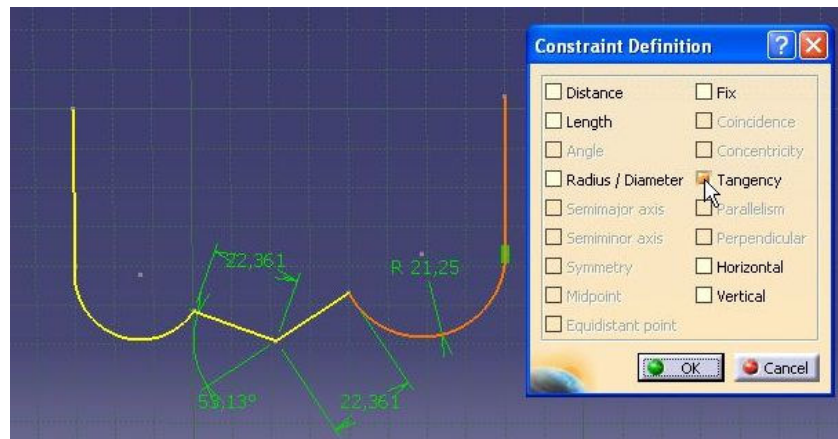 Constraint Definition
Distance
Fix
Length
Coincidence
Angle
Concentricity
Radius / Diameter
Tangency
Semimajor axis
Parallelism
Semiminor axis
Perpendicular
Symmetry
Horizontal
Midpoint
Vertical
Equidistant point
OK
Cancel
22,361
R 21,25
53,13°
22,361